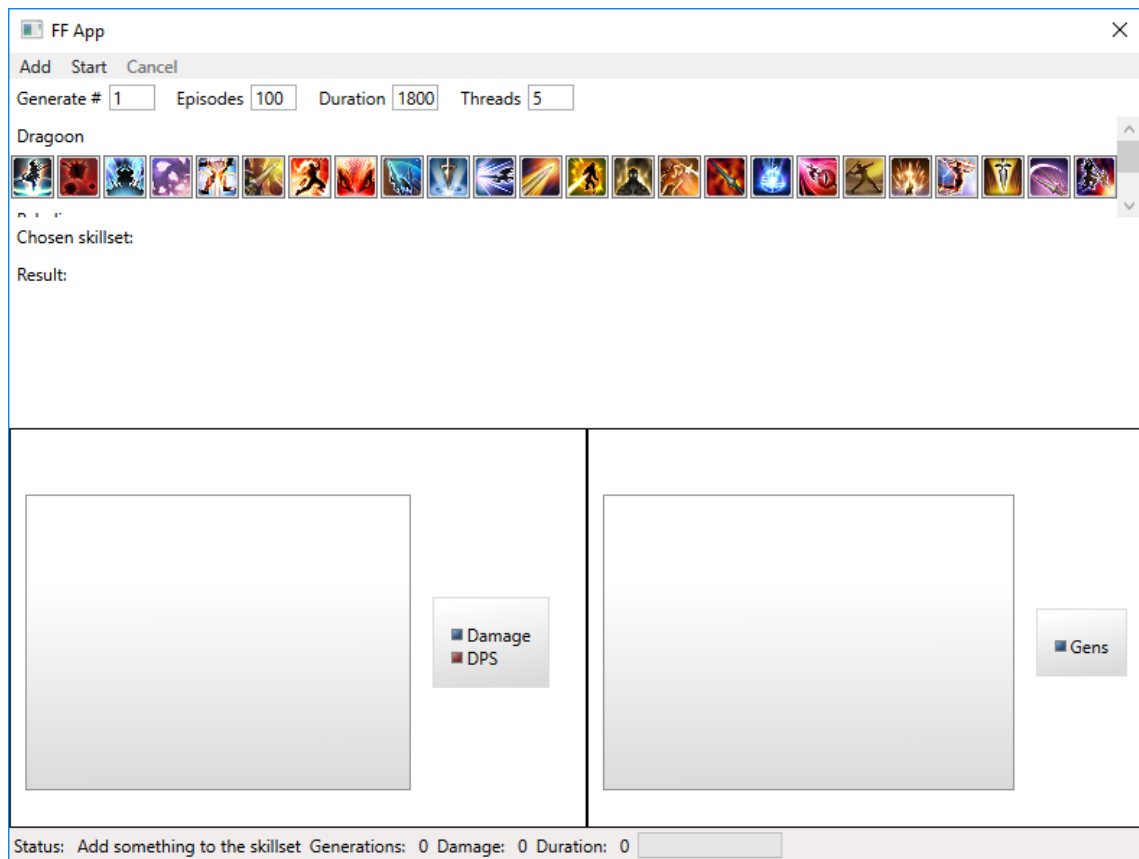 FF App
Add Start Cancel
Generate # 1 Episodes 100 Duration 1800 Threads 5
Dragoon
Chosen skillset:
Result:
Damage
DPS
Gens
Status: Add something to the skillset Generations: 0 Damage: 0 Duration: 0